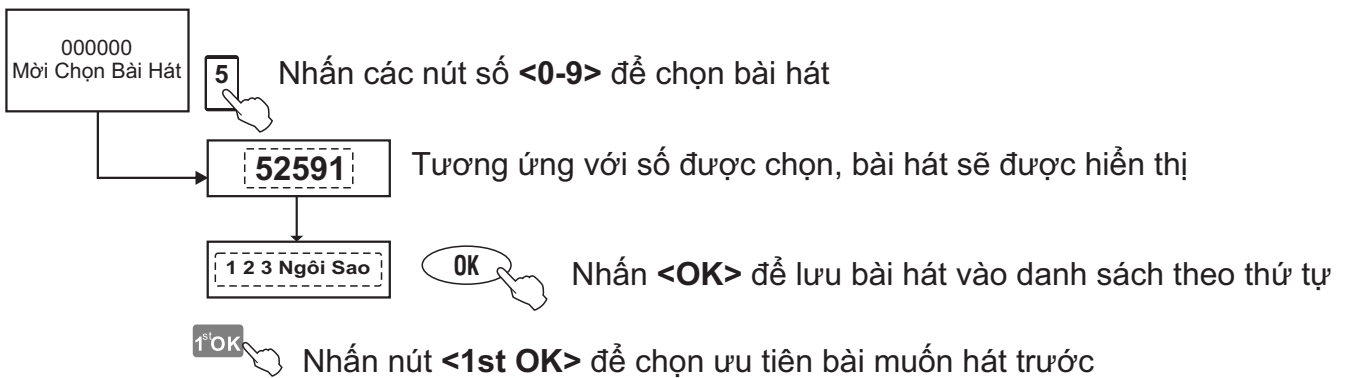 000000
Mời Chọn Bài Hát
5
Nhấn các nút số <0-9> để chọn bài hát
52591
Tương ứng với số được chọn, bài hát sẽ được hiển thị
1 2 3 Ngôi Sao
OK
Nhấn <OK> để lưu bài hát vào danh sách theo thứ tự
1stOK
Nhấn nút <1st OK> để chọn ưu tiên bài muốn hát trước